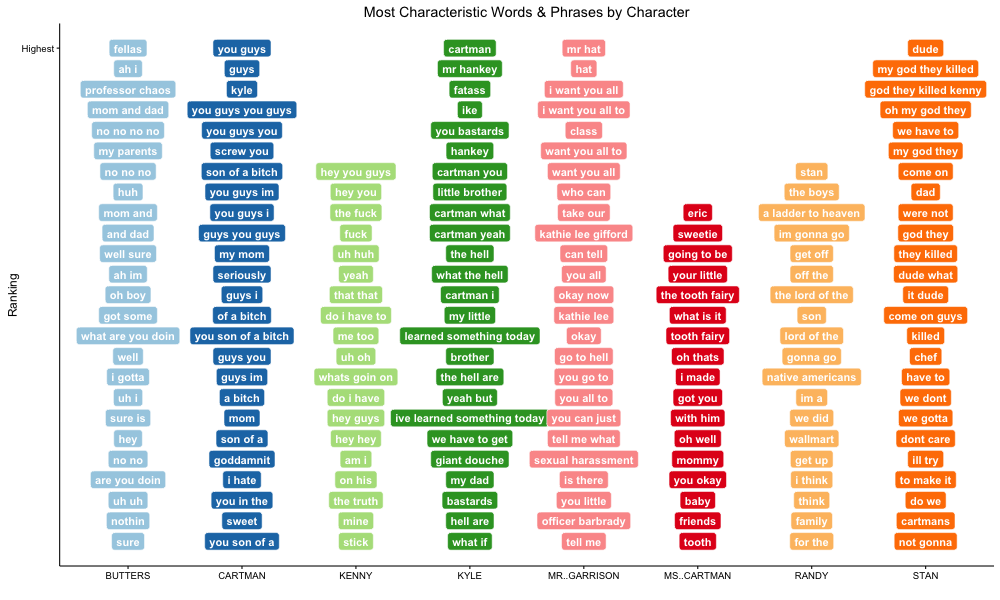 Most Characteristic Words & Phrases by Character
Highest
Ranking
fellas you guys cartman mr hat dude
ah i guys mr hankey hat my god they killed
professor chaos kyle fatass i want you all god they killed kenny
mom and dad you guys you guys ike i want you all to oh my god they
no no no no you guys you you bastards class we have to
my parents screw you hankey want you all to my god they
no no no son of a bitch hey you guys cartman you want you all stan come on
huh you guys im hey you little brother who can the boys dad
mom and you guys i the fuck cartman what take our eric a ladder to heaven were not
and dad guys you guys fuck cartman yeah kathie lee gifford sweetie im gonna go god they
well sure my mom uh huh the hell can tell going to be get off they killed
ah im seriously yeah what the hell you all your little off the dude what
oh boy guys i that that cartman i okay now the tooth fairy the lord of the it dude
got some of a bitch do i have to my little kathie lee what is it son come on guys
what are you doin you son of a bitch me too learned something today okay tooth fairy lord of the killed
well guys you uh oh brother go to hell oh thats gonna go chef
i gotta guys im whats goin on the hell are you go to i made native americans have to
uh i a bitch do i have yeah but you all to got you im a we dont
sure is mom hey guys ive learned something today you can just with him we did we gotta
hey son of a hey hey we have to get tell me what oh well wallmart dont care
no no goddamnit am i giant douche sexual harassment mommy get up ill try
are you doin i hate on his my dad is there you okay i think to make it
uh uh you in the the truth bastards you little baby think do we
nothin sweet mine hell are officer barbrady friends family cartmans
sure you son of a stick what if tell me tooth for the not gonna
BUTTERS CARTMAN KENNY KYLE MR..GARRISON MS..CARTMAN RANDY STAN